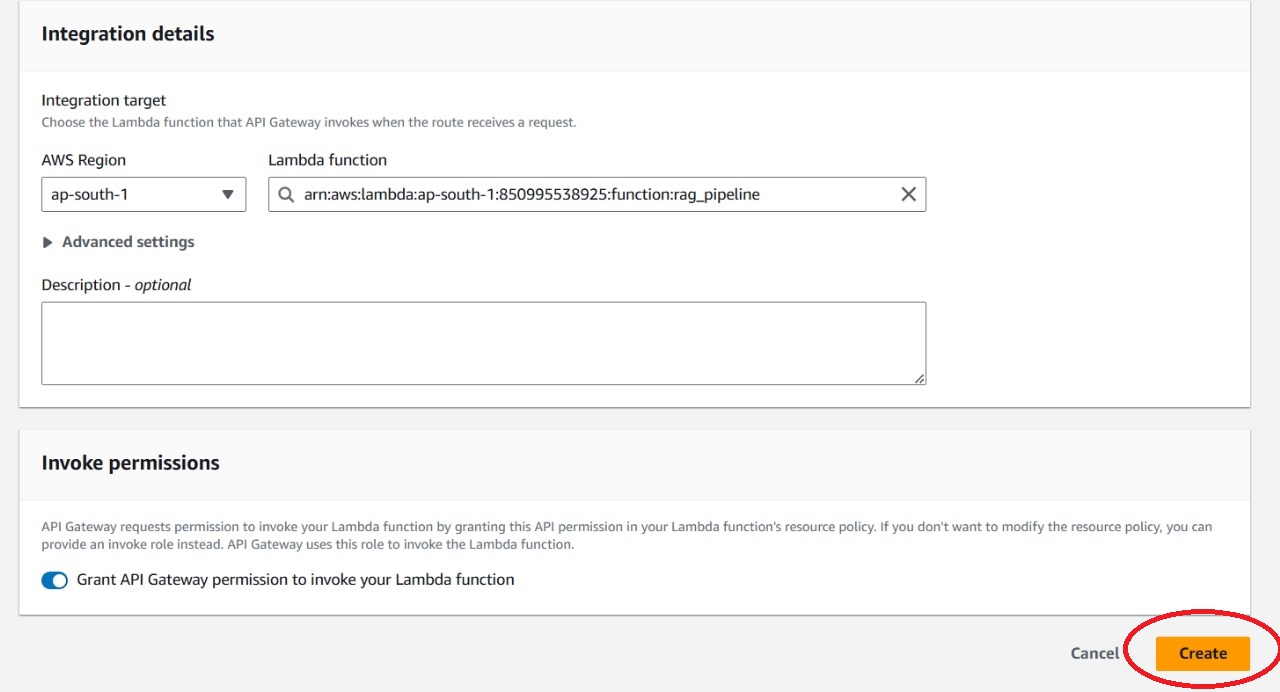 Integration details
Integration target
Choose the Lambda function that API Gateway invokes when the route receives a request.
AWS Region
Lambda function
ap-south-1
arn:aws:lambda:ap-south-1:850995538925:function:rag_pipeline
Advanced settings
Description - optional
Invoke permissions
API Gateway requests permission to invoke your Lambda function by granting this API permission in your Lambda function's resource policy. If you don't want to modify the resource policy, you can
provide an invoke role instead. API Gateway uses this role to invoke the Lambda function.
Grant API Gateway permission to invoke your Lambda function
Cancel
Create